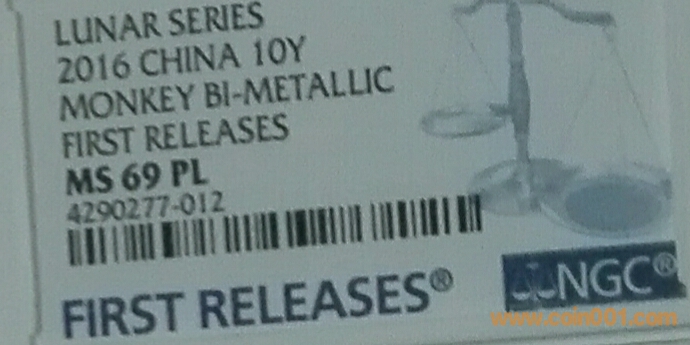 LUNAR SERIES
2016 CHINA 10Y
MONKEY BI-METALLIC
FIRST RELEASES
MS 69 PL
4290277-012
FIRST RELEASES®
NGC®
www.coin001.com